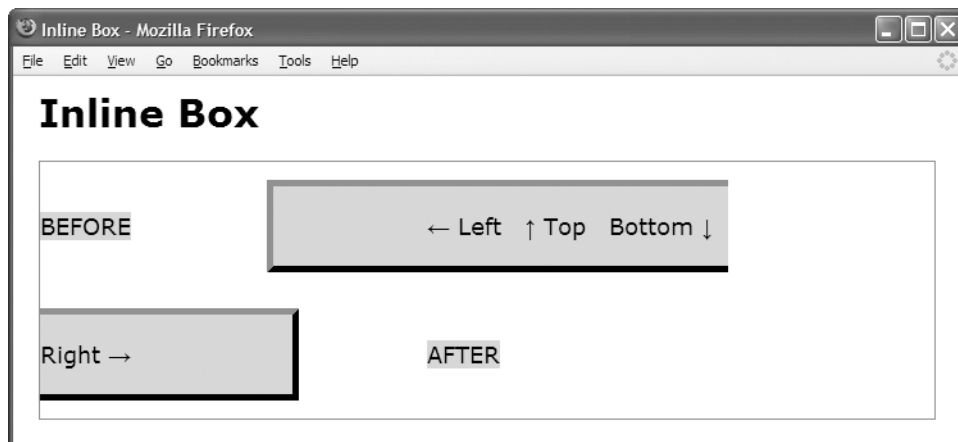 Inline Box - Mozilla Firefox
File Edit View Go Bookmarks Tools Help
Inline Box
BEFORE ← Left ↑ Top Bottom ↓
Right → AFTER